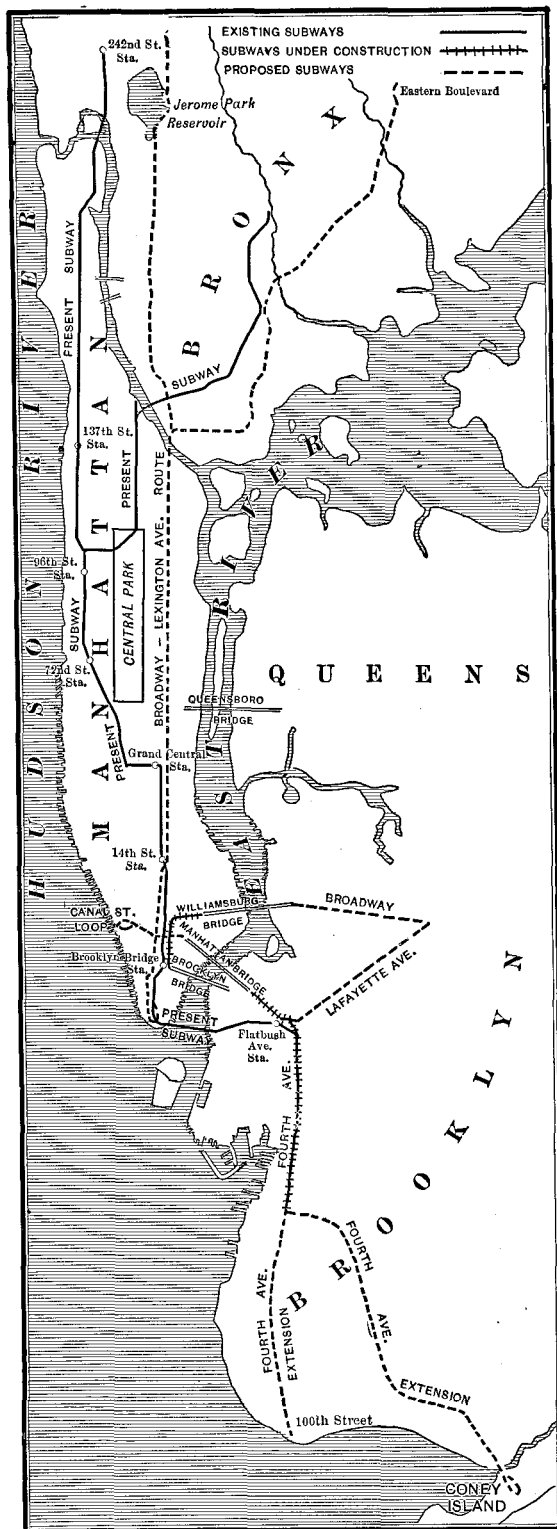 EXISTING SUBWAYS
SUBWAYS UNDER CONSTRUCTION
PROPOSED SUBWAYS
242nd St.
Sta.
Eastern Boulevard
Jerome Park
Reservoir
BRONX
HUDSON RIVER
MANHATTAN
PRESENT SUBWAY
SUBWAY
137th St.
Sta.
PRESENT
BROADWAY – LEXINGTON AVE. ROUTE
EAST RIVER
96th St.
Sta.
CENTRAL PARK
SUBWAY
72nd St.
Sta.
QUEENS
QUEENSBORO
BRIDGE
PRESENT
Grand Central
Sta.
14th St.
Sta.
WILLIAMSBURG
BRIDGE
BROADWAY
CANAL ST.
LOOP
MANHATTAN BRIDGE
LAFAYETTE AVE.
Brooklyn Bridge
Sta.
BROOKLYN
BRIDGE
PRESENT
SUBWAY
Flatbush
Ave.
Sta.
FOURTH AVE.
BROOKLYN
FOURTH AVE.
EXTENSION
FOURTH AVE.
EXTENSION
100th Street
CONEY
ISLAND